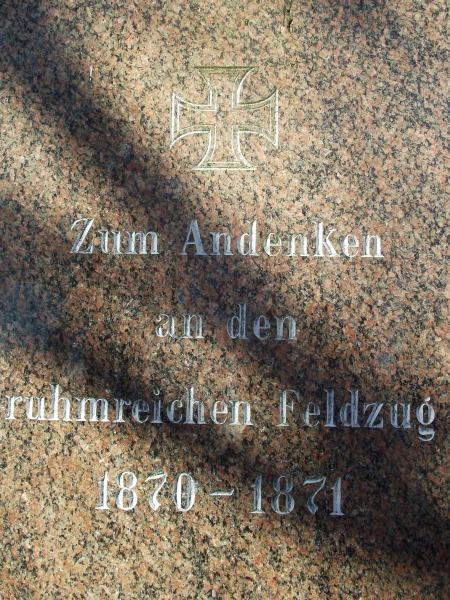 Zum Andenken
an den
ruhmreichen Feldzug
1870 – 1871